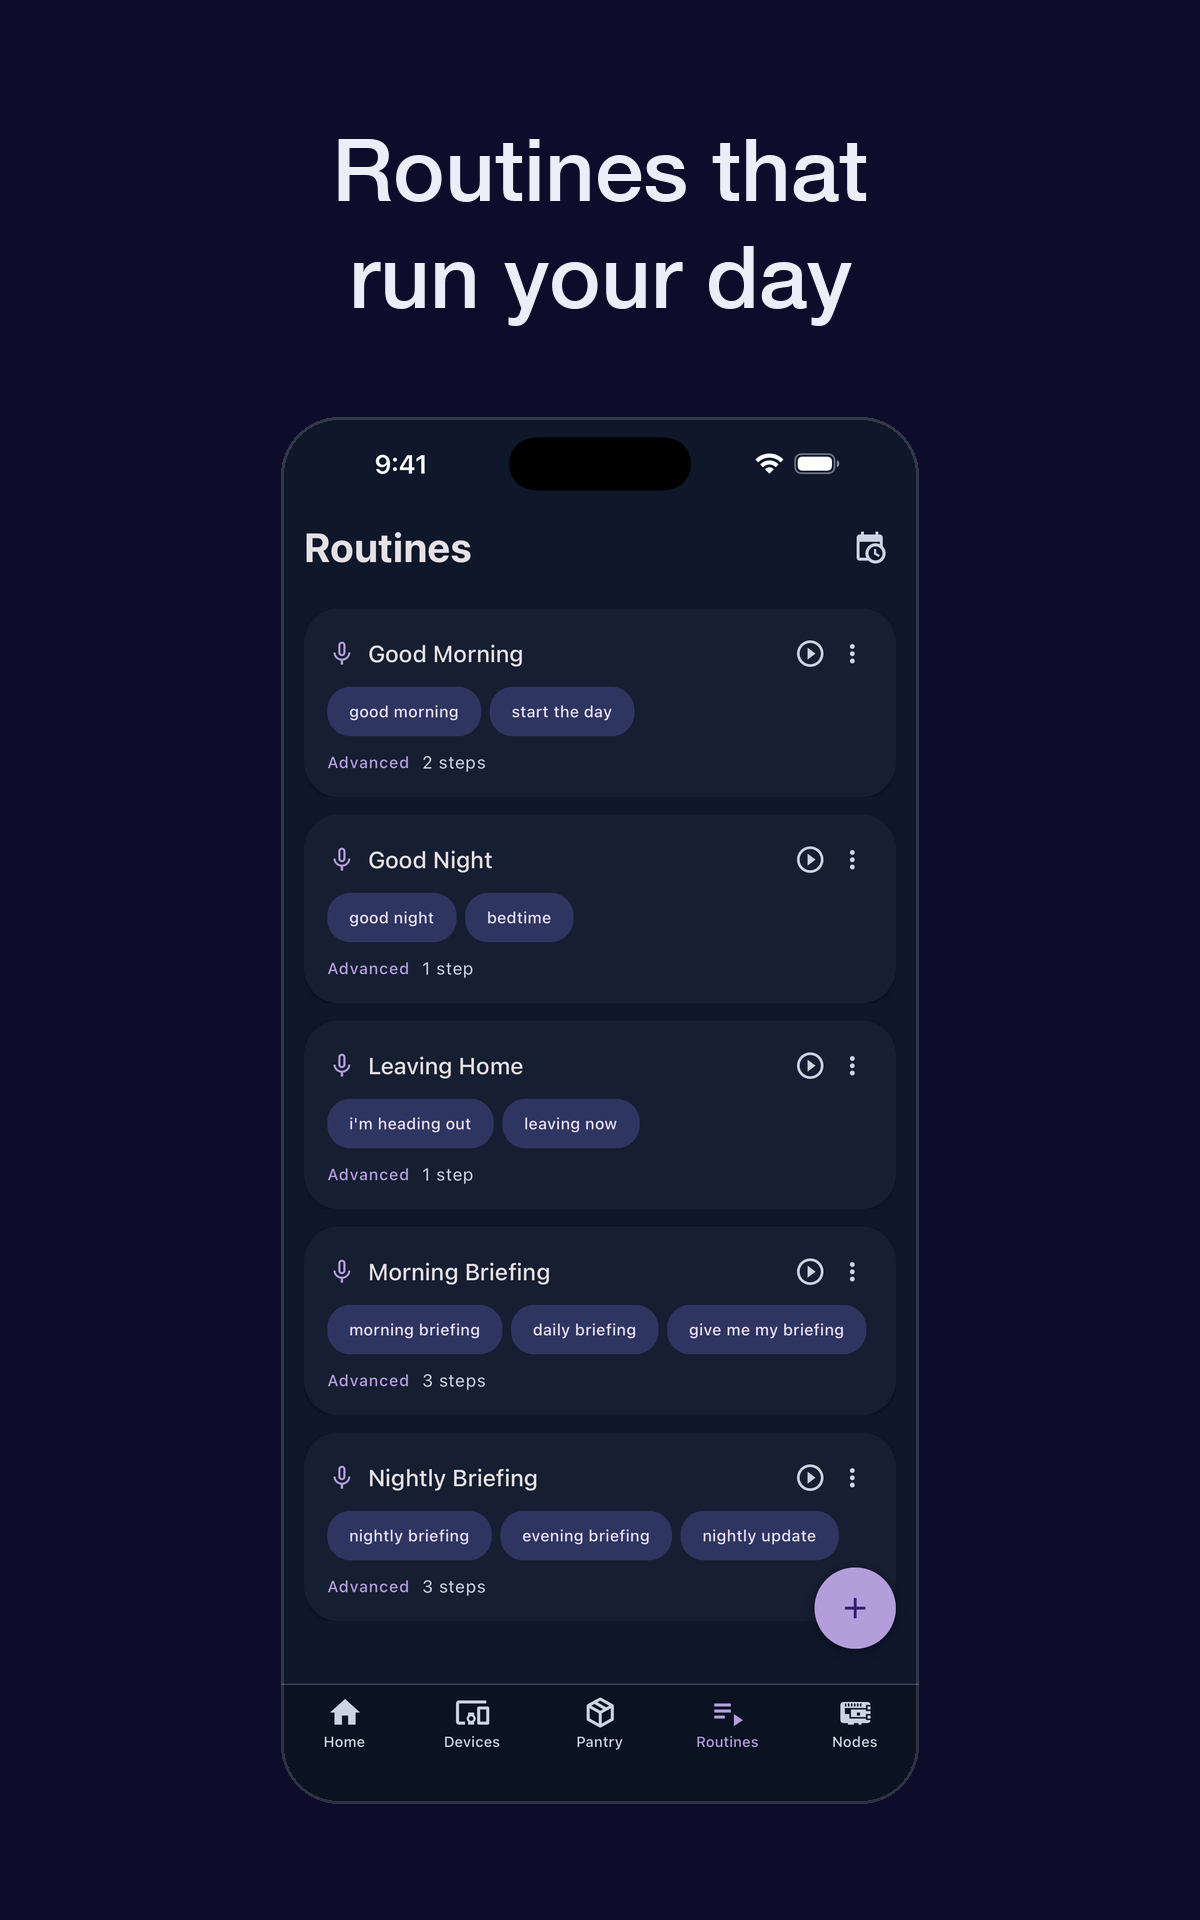 Routines that
run your day
9:41
Routines
Good Morning
good morning start the day
Advanced 2 steps
Good Night
good night bedtime
Advanced 1 step
Leaving Home
i'm heading out leaving now
Advanced 1 step
Morning Briefing
morning briefing daily briefing give me my briefing
Advanced 3 steps
Nightly Briefing
nightly briefing evening briefing nightly update
Advanced 3 steps
Home Devices Pantry Routines Nodes